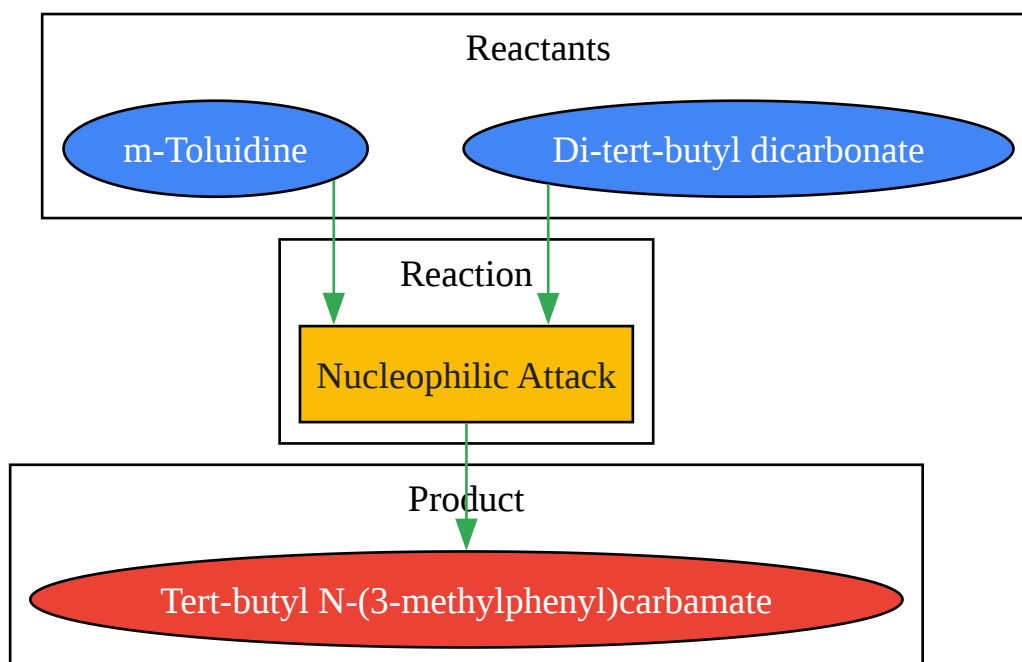 Reactants
m-Toluidine
Di-tert-butyl dicarbonate
Reaction
Nucleophilic Attack
Product
Tert-butyl N-(3-methylphenyl)carbamate